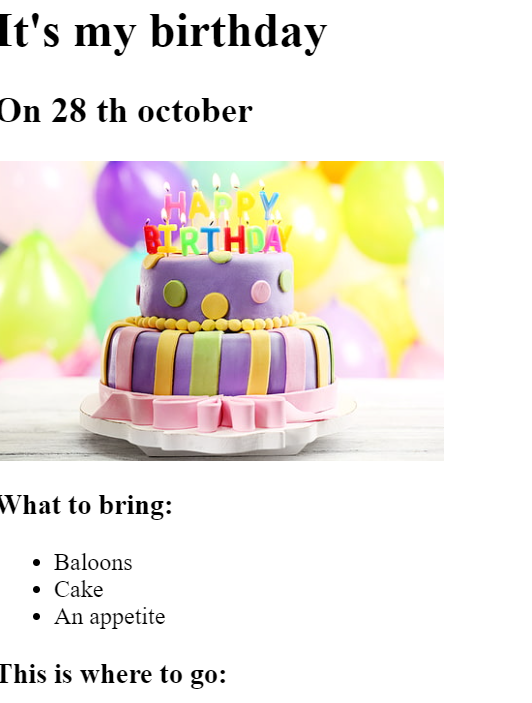 It's my birthday
On 28 th october
HAPPY
BIRTHDAY
What to bring:
Baloons
Cake
An appetite
This is where to go: